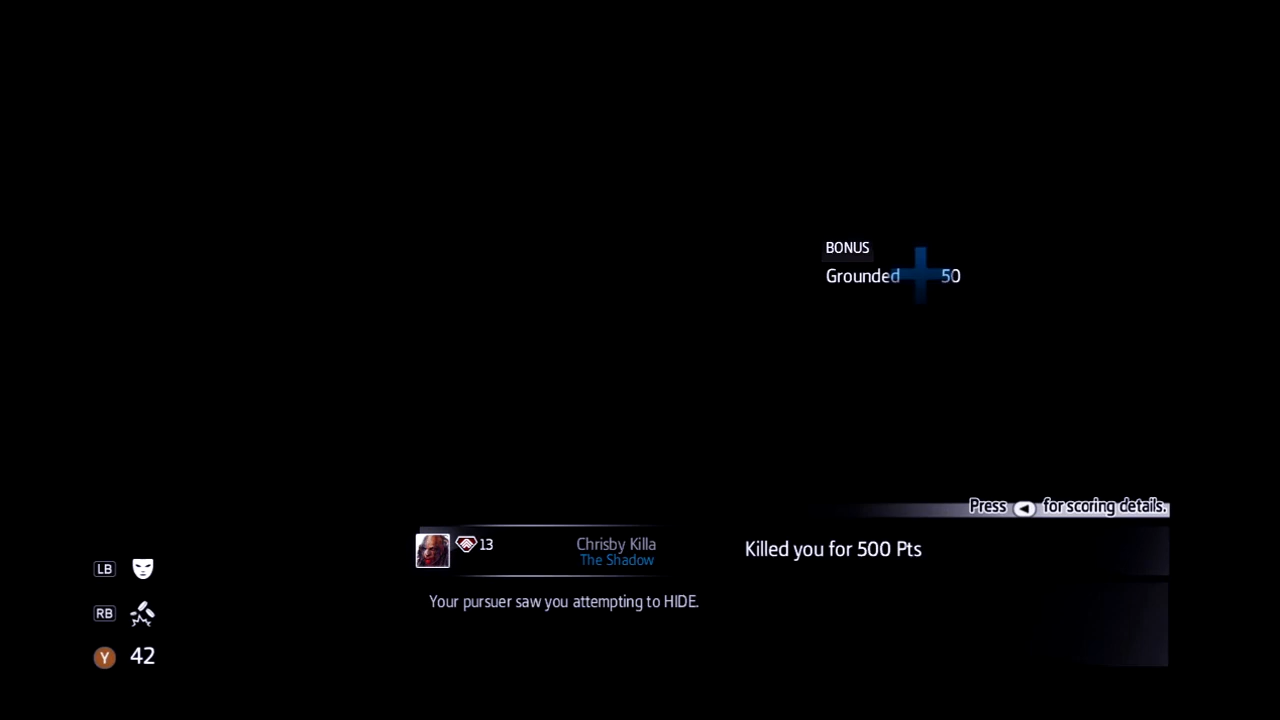 BONUS
Grounded 50
Press for scoring details.
13 Chrisby Killa
The Shadow
Killed you for 500 Pts
Your pursuer saw you attempting to HIDE.
LB
RB
Y 42